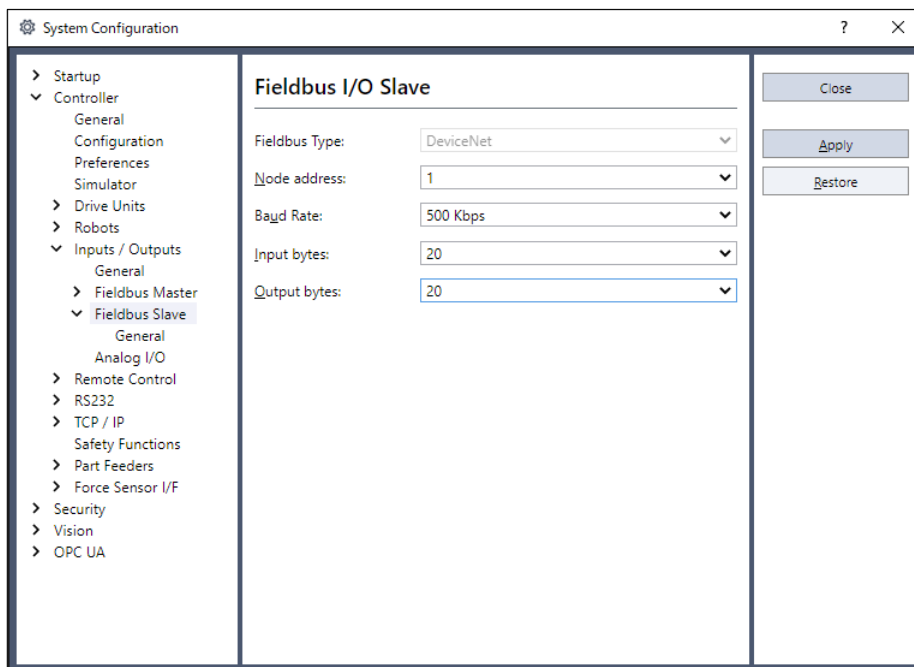 System Configuration
?
Startup
Controller
General
Configuration
Preferences
Simulator
Drive Units
Robots
Inputs / Outputs
General
Fieldbus Master
Fieldbus Slave
General
Analog I/O
Remote Control
RS232
TCP / IP
Safety Functions
Part Feeders
Force Sensor I/F
Security
Vision
OPC UA
Fieldbus I/O Slave
Fieldbus Type: DeviceNet
Node address: 1
Baud Rate: 500 Kbps
Input bytes: 20
Output bytes: 20
Close
Apply
Restore